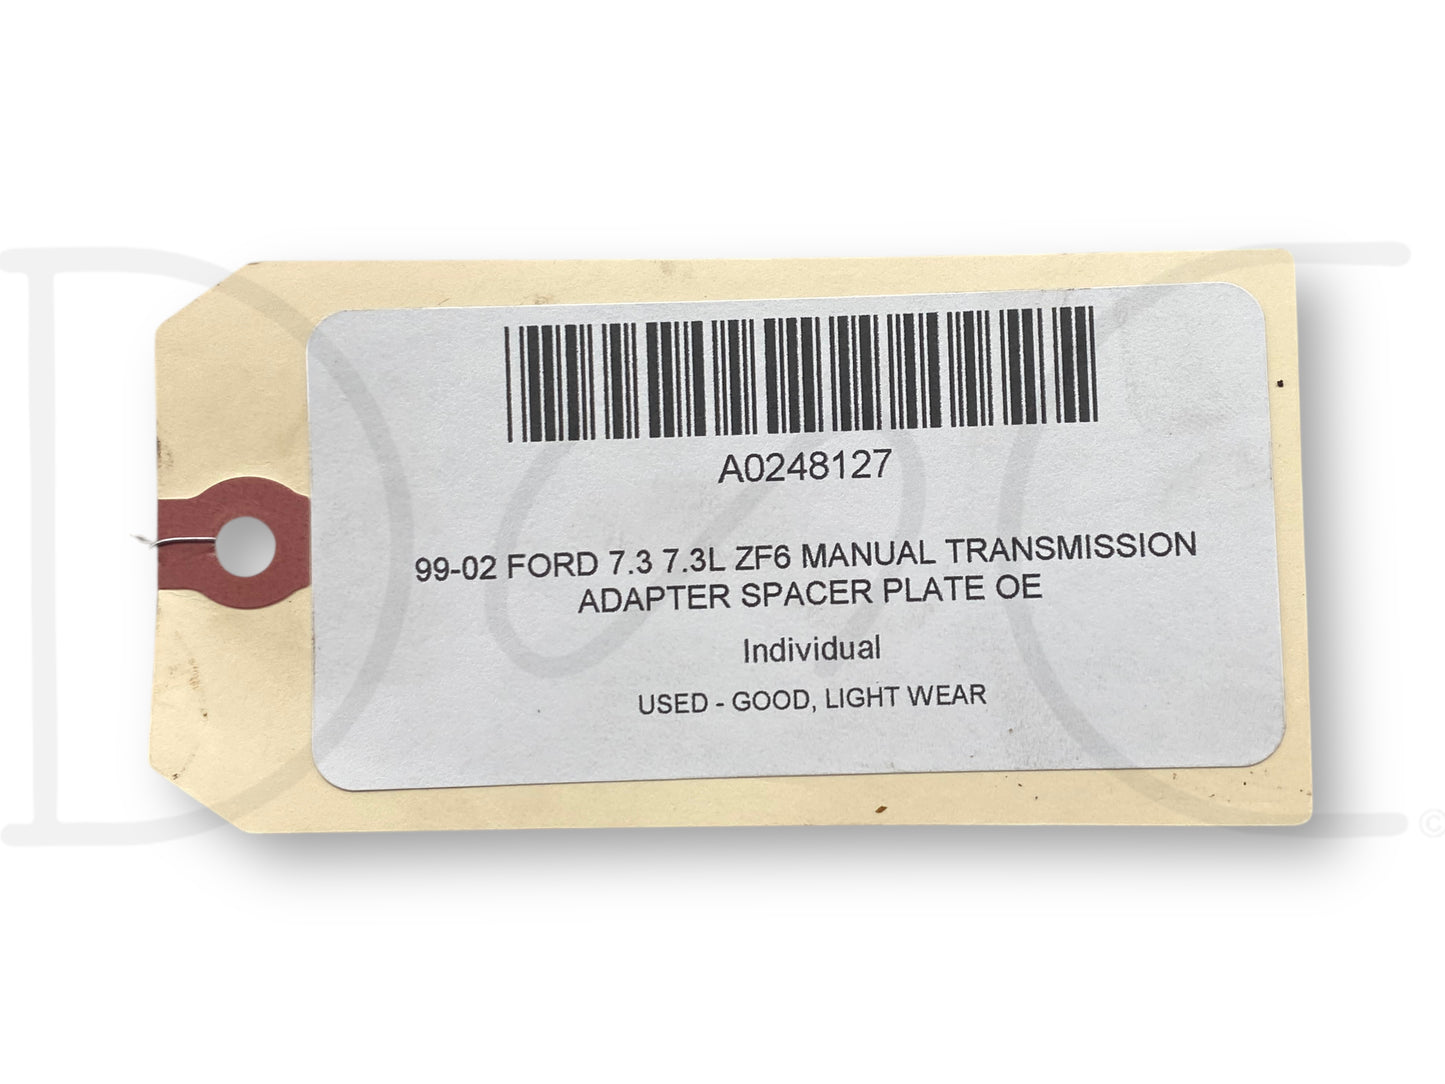 A0248127
99-02 FORD 7.3 7.3L ZF6 MANUAL TRANSMISSION
ADAPTER SPACER PLATE OE
Individual
USED - GOOD, LIGHT WEAR
©